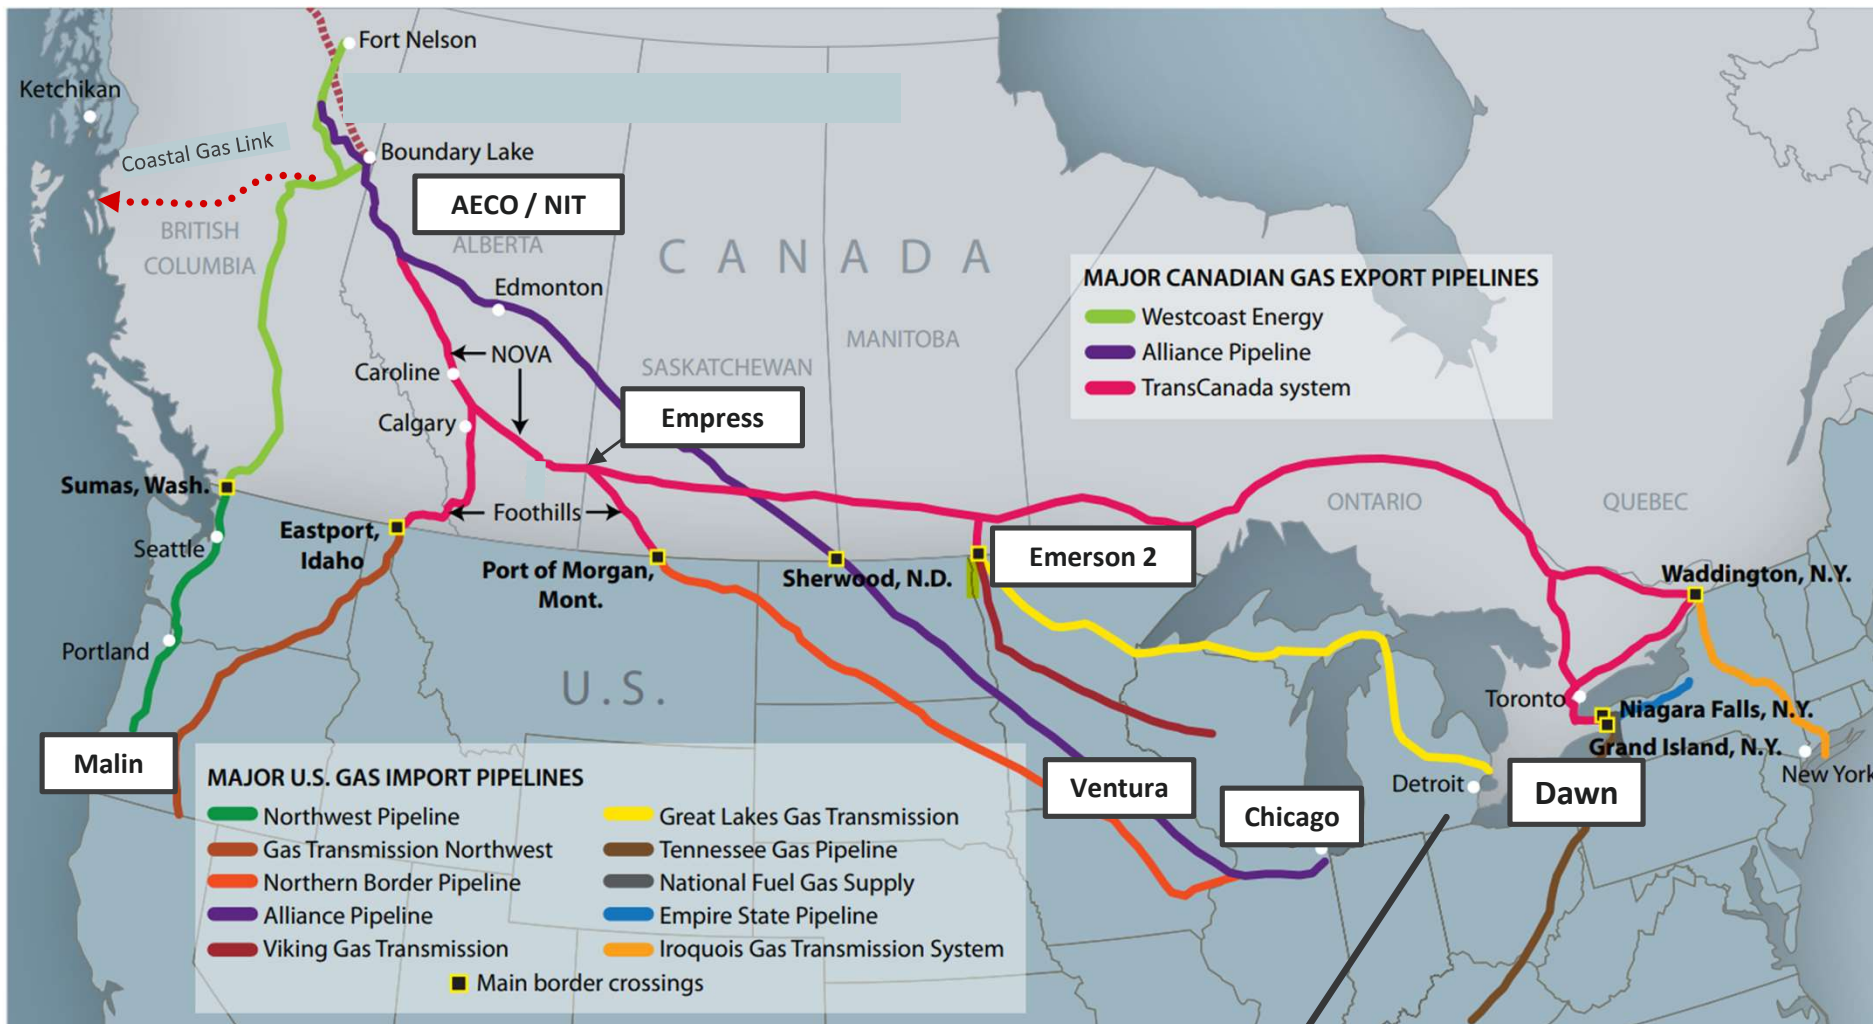 Fort Nelson
Ketchikan
Coastal Gas Link
Boundary Lake
AECO / NIT
BRITISH
COLUMBIA
ALBERTA
CANADA
MAJOR CANADIAN GAS EXPORT PIPELINES
Westcoast Energy
Alliance Pipeline
TransCanada system
Edmonton
NOVA
MANITOBA
SASKATCHEWAN
Caroline
Calgary
Empress
Sumas, Wash.
Foothills
ONTARIO
QUEBEC
Eastport,
Idaho
Seattle
Port of Morgan,
Mont.
Sherwood, N.D.
Emerson 2
Waddington, N.Y.
Portland
U.S.
Toronto
Niagara Falls, N.Y.
Grand Island, N.Y.
New York
Malin
Ventura
Chicago
Detroit
Dawn
MAJOR U.S. GAS IMPORT PIPELINES
Northwest Pipeline
Gas Transmission Northwest
Northern Border Pipeline
Alliance Pipeline
Viking Gas Transmission
Great Lakes Gas Transmission
Tennessee Gas Pipeline
National Fuel Gas Supply
Empire State Pipeline
Iroquois Gas Transmission System
Main border crossings